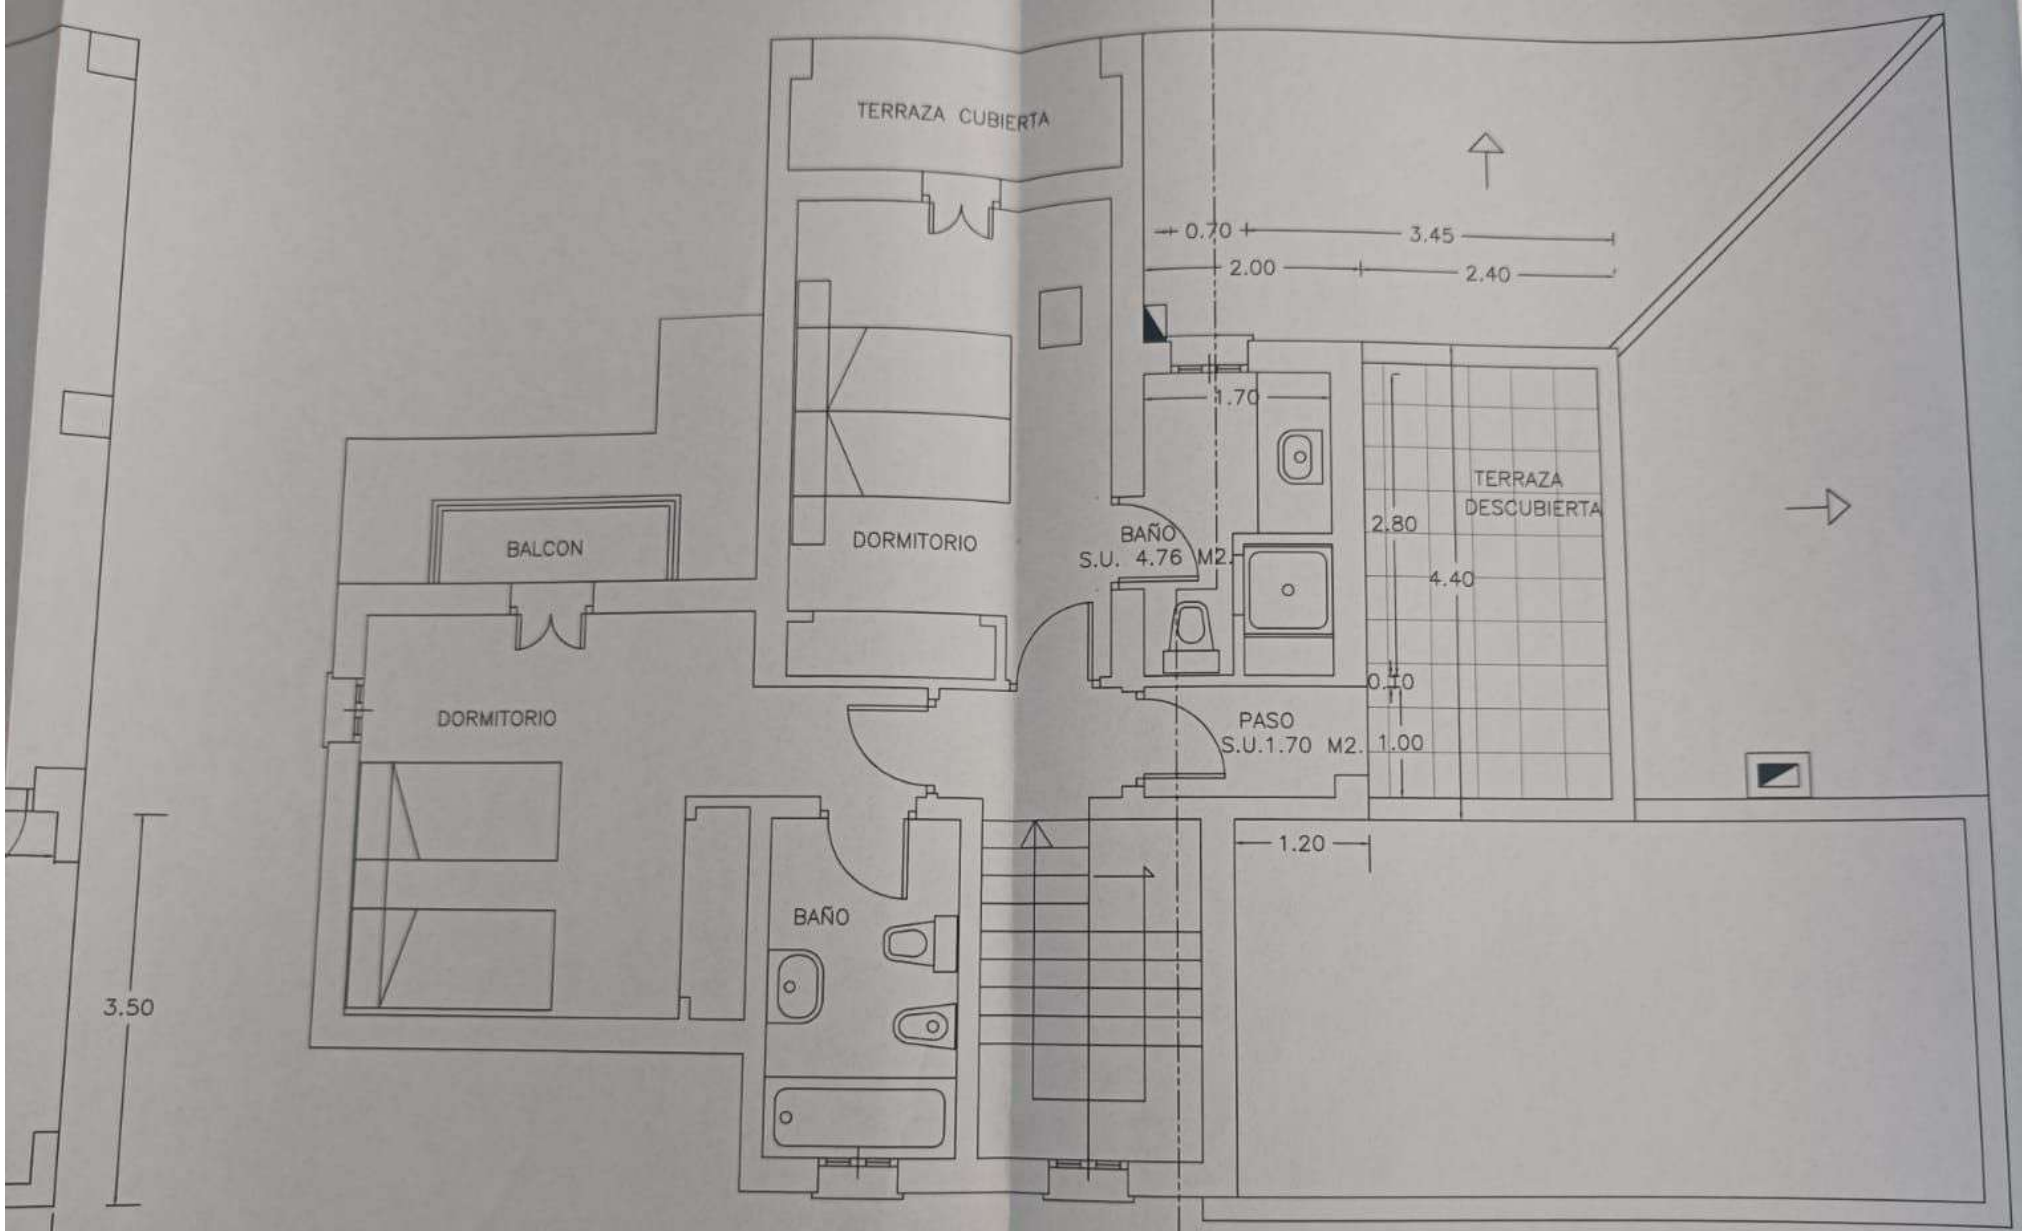 TERRAZA CUBIERTA
0.70
3.45
2.00
2.40
1.70
TERRAZA
DESCUBIERTA
2.80
BAÑO
S.U. 4.76 M2.
DORMITORIO
BALCON
4.40
0.10
DORMITORIO
PASO
S.U.1.70 M2.
1.00
1.20
BAÑO
3.50